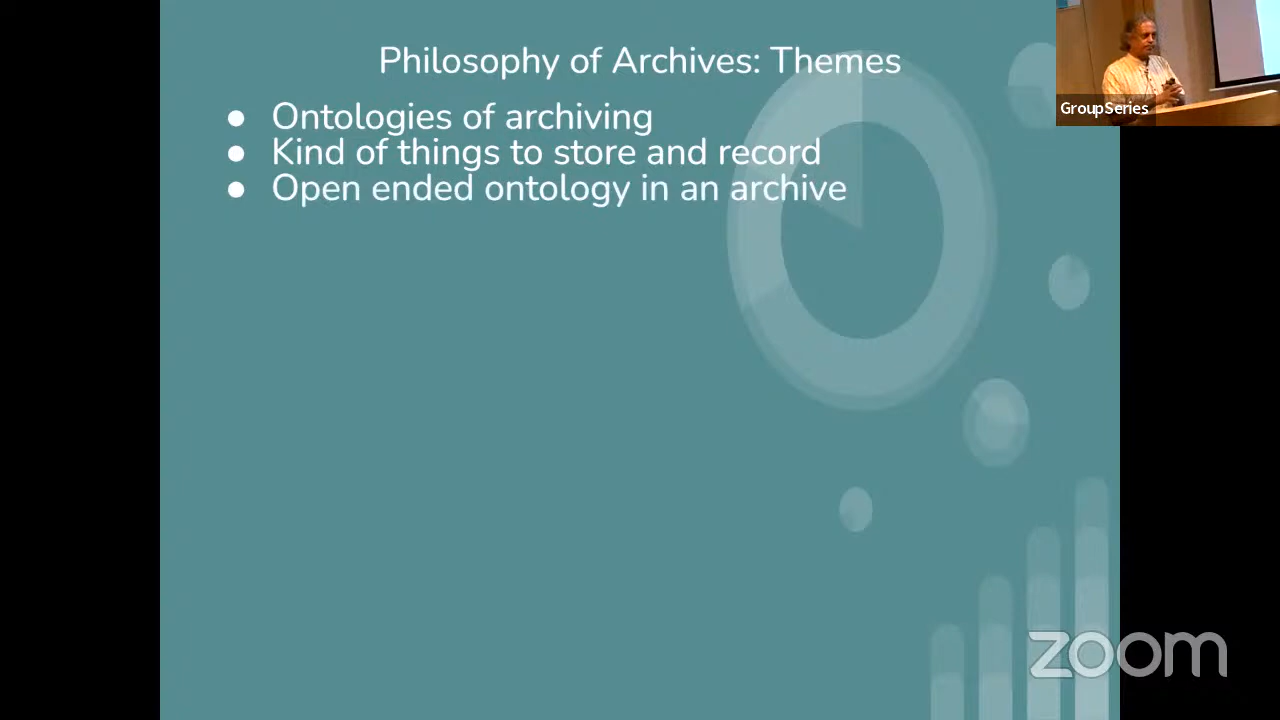 Philosophy of Archives: Themes
● Ontologies of archiving
● Kind of things to store and record
● Open ended ontology in an archive
GroupSeries
zoom